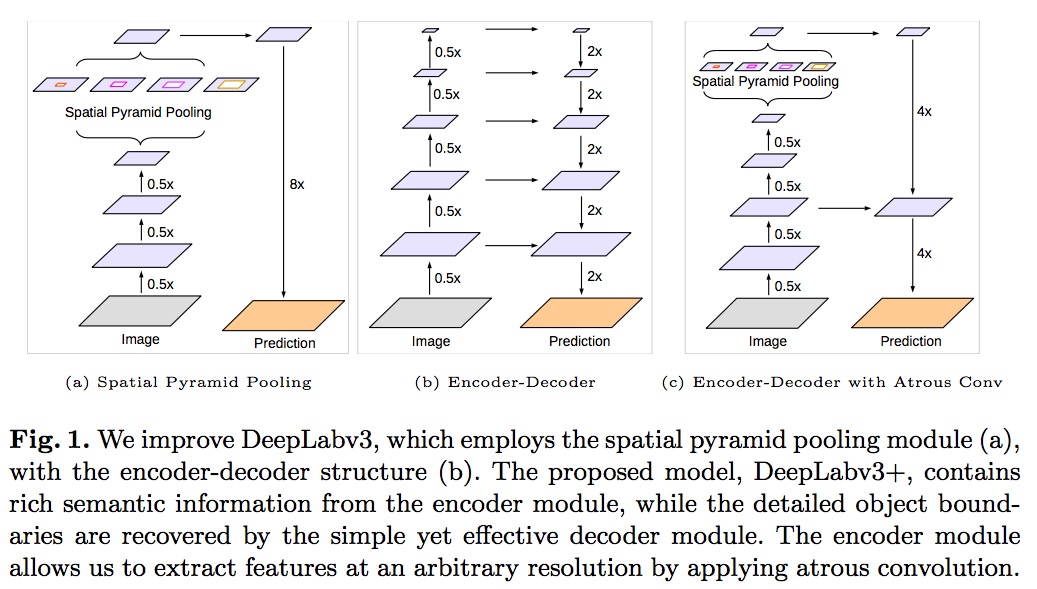 Spatial Pyramid Pooling
0.5x
0.5x
0.5x
8x
Image
Prediction
(a) Spatial Pyramid Pooling
0.5x
0.5x
0.5x
0.5x
0.5x
2x
2x
2x
2x
2x
Image
Prediction
(b) Encoder-Decoder
Spatial Pyramid Pooling
0.5x
0.5x
0.5x
0.5x
4x
4x
Image
Prediction
(c) Encoder-Decoder with Atrous Conv
Fig. 1. We improve DeepLabv3, which employs the spatial pyramid pooling module (a),
with the encoder-decoder structure (b). The proposed model, DeepLabv3+, contains
rich semantic information from the encoder module, while the detailed object bound-
aries are recovered by the simple yet effective decoder module. The encoder module
allows us to extract features at an arbitrary resolution by applying atrous convolution.